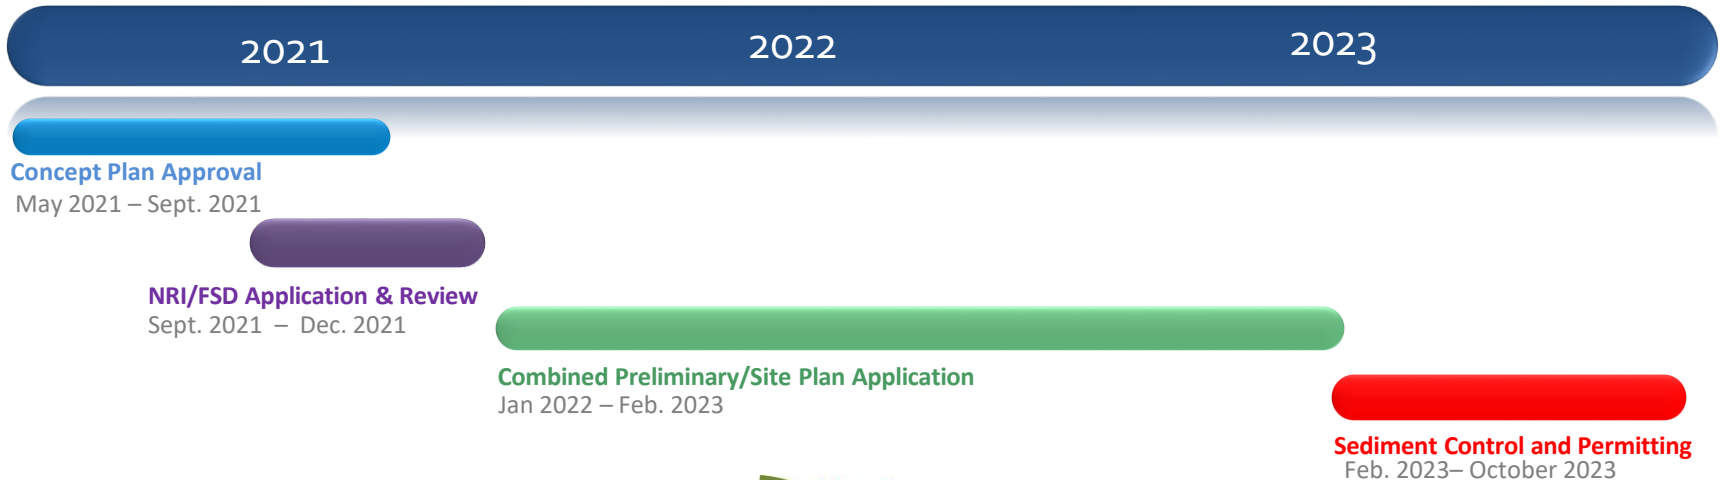 2021 2022 2023
Concept Plan Approval
May 2021 – Sept. 2021
NRI/FSD Application & Review
Sept. 2021 – Dec. 2021
Combined Preliminary/Site Plan Application
Jan 2022 – Feb. 2023
Sediment Control and Permitting
Feb. 2023– October 2023